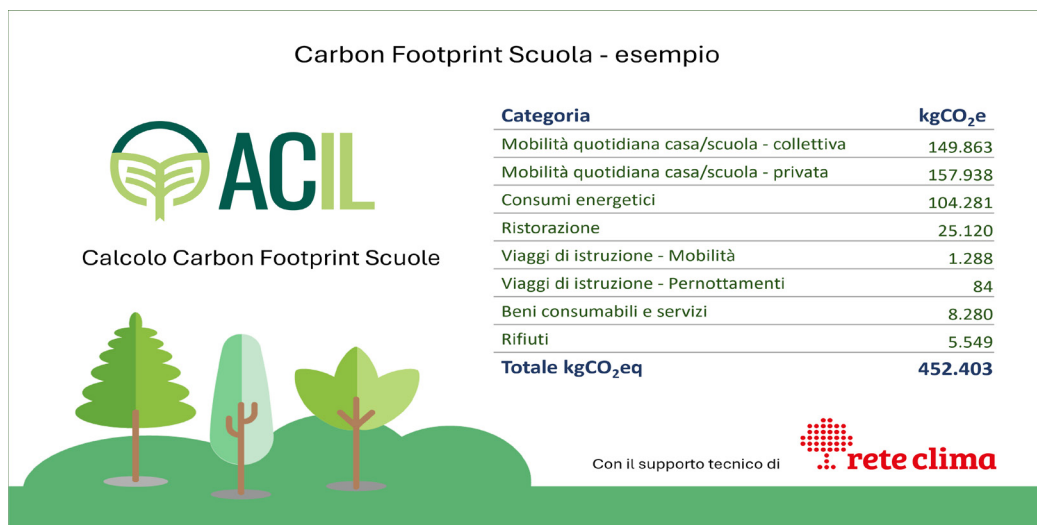 Carbon Footprint Scuola - esempio
ACIL
Calcolo Carbon Footprint Scuole
Categoria kgCO₂e
Mobilità quotidiana casa/scuola - collettiva 149.863
Mobilità quotidiana casa/scuola - privata 157.938
Consumi energetici 104.281
Ristorazione 25.120
Viaggi di istruzione - Mobilità 1.288
Viaggi di istruzione - Pernottamenti 84
Beni consumabili e servizi 8.280
Rifiuti 5.549
Totale kgCO₂eq 452.403
Con il supporto tecnico di
rete clima